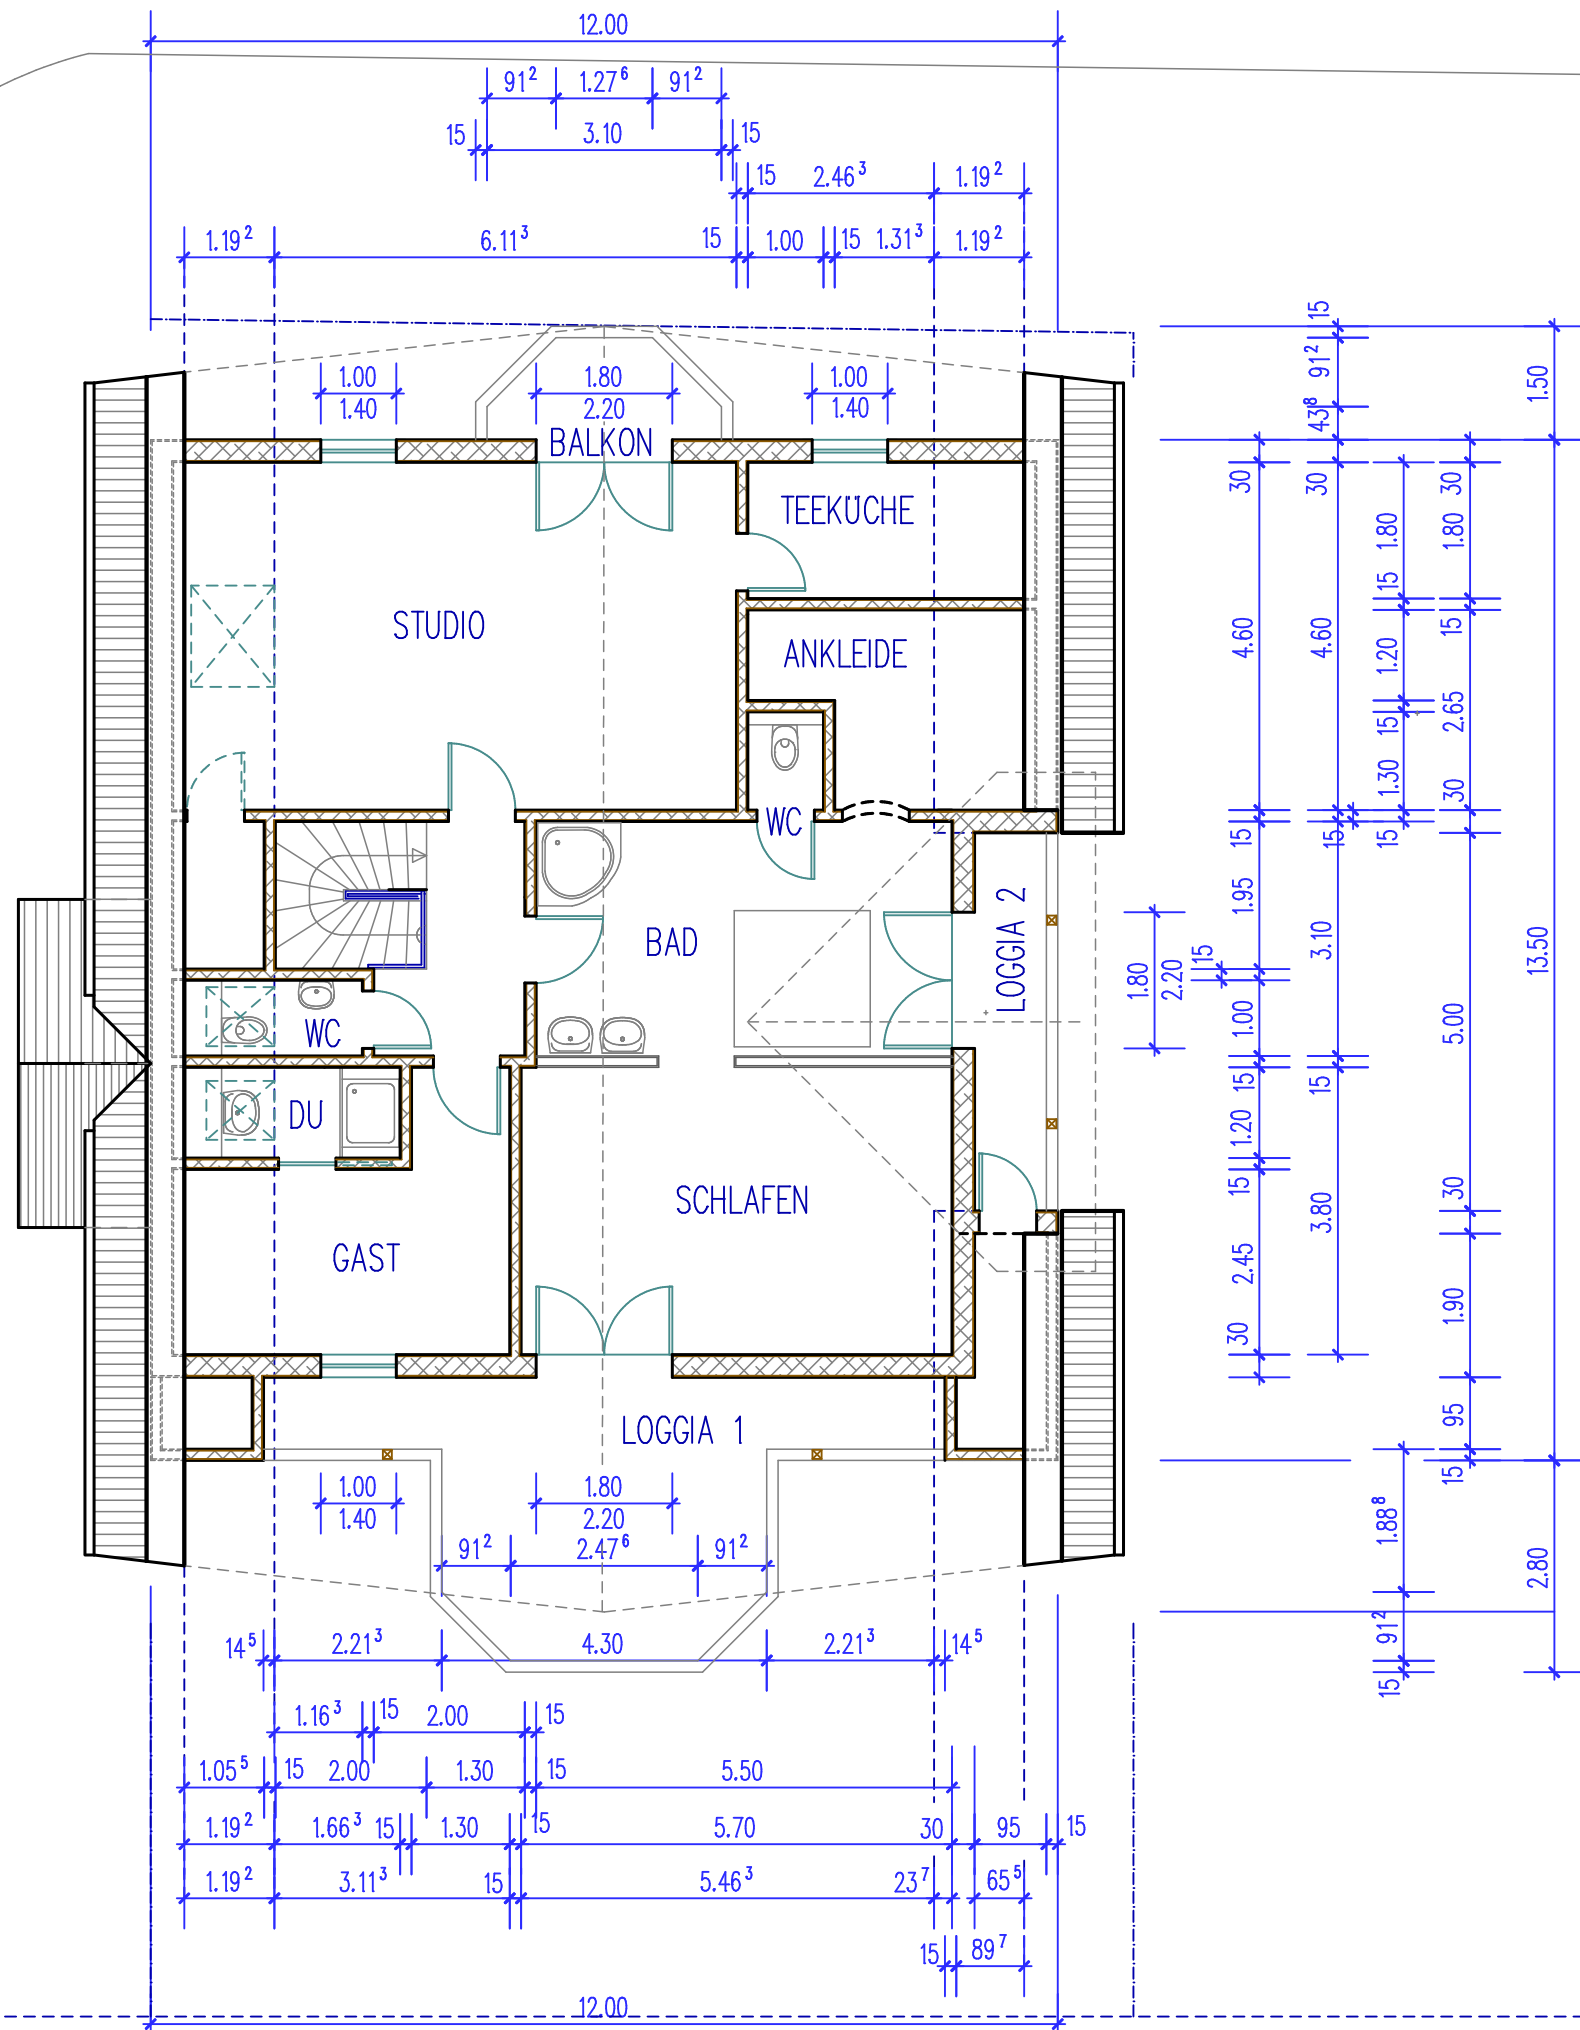 12.00
91² 1.27⁶ 91²
15 3.10 15
15 2.46³ 1.19²
1.19² 6.11³ 15 1.00 15 1.31³ 1.19²
1.00
1.40
1.80
2.20
1.00
1.40
BALKON
TEEKÜCHE
STUDIO
ANKLEIDE
WC
BAD
LOGGIA 2
WC
DU
SCHLAFEN
GAST
LOGGIA 1
1.00
1.40
1.80
2.20
91² 2.47⁶ 91²
14⁵ 2.21³ 4.30 2.21³ 14⁵
1.16³ 15 2.00 15
1.05⁵ 15 2.00 1.30 15 5.50
1.19² 1.66³ 15 1.30 15 5.70 30 95 15
1.19² 3.11³ 15 5.46³ 23⁷ 65⁵
15 89⁷
12.00
1.80
2.20
15
30 4.60 15 1.95 1.00 15 1.20 15 2.45 30
15 91² 43⁸ 30 4.60 15 3.10 15 3.80
1.80 15 1.20 15 1.30 15
1.88⁸ 91² 15
30 1.80 15 2.65 30 5.00 30 1.90 95 15
1.50 13.50 2.80